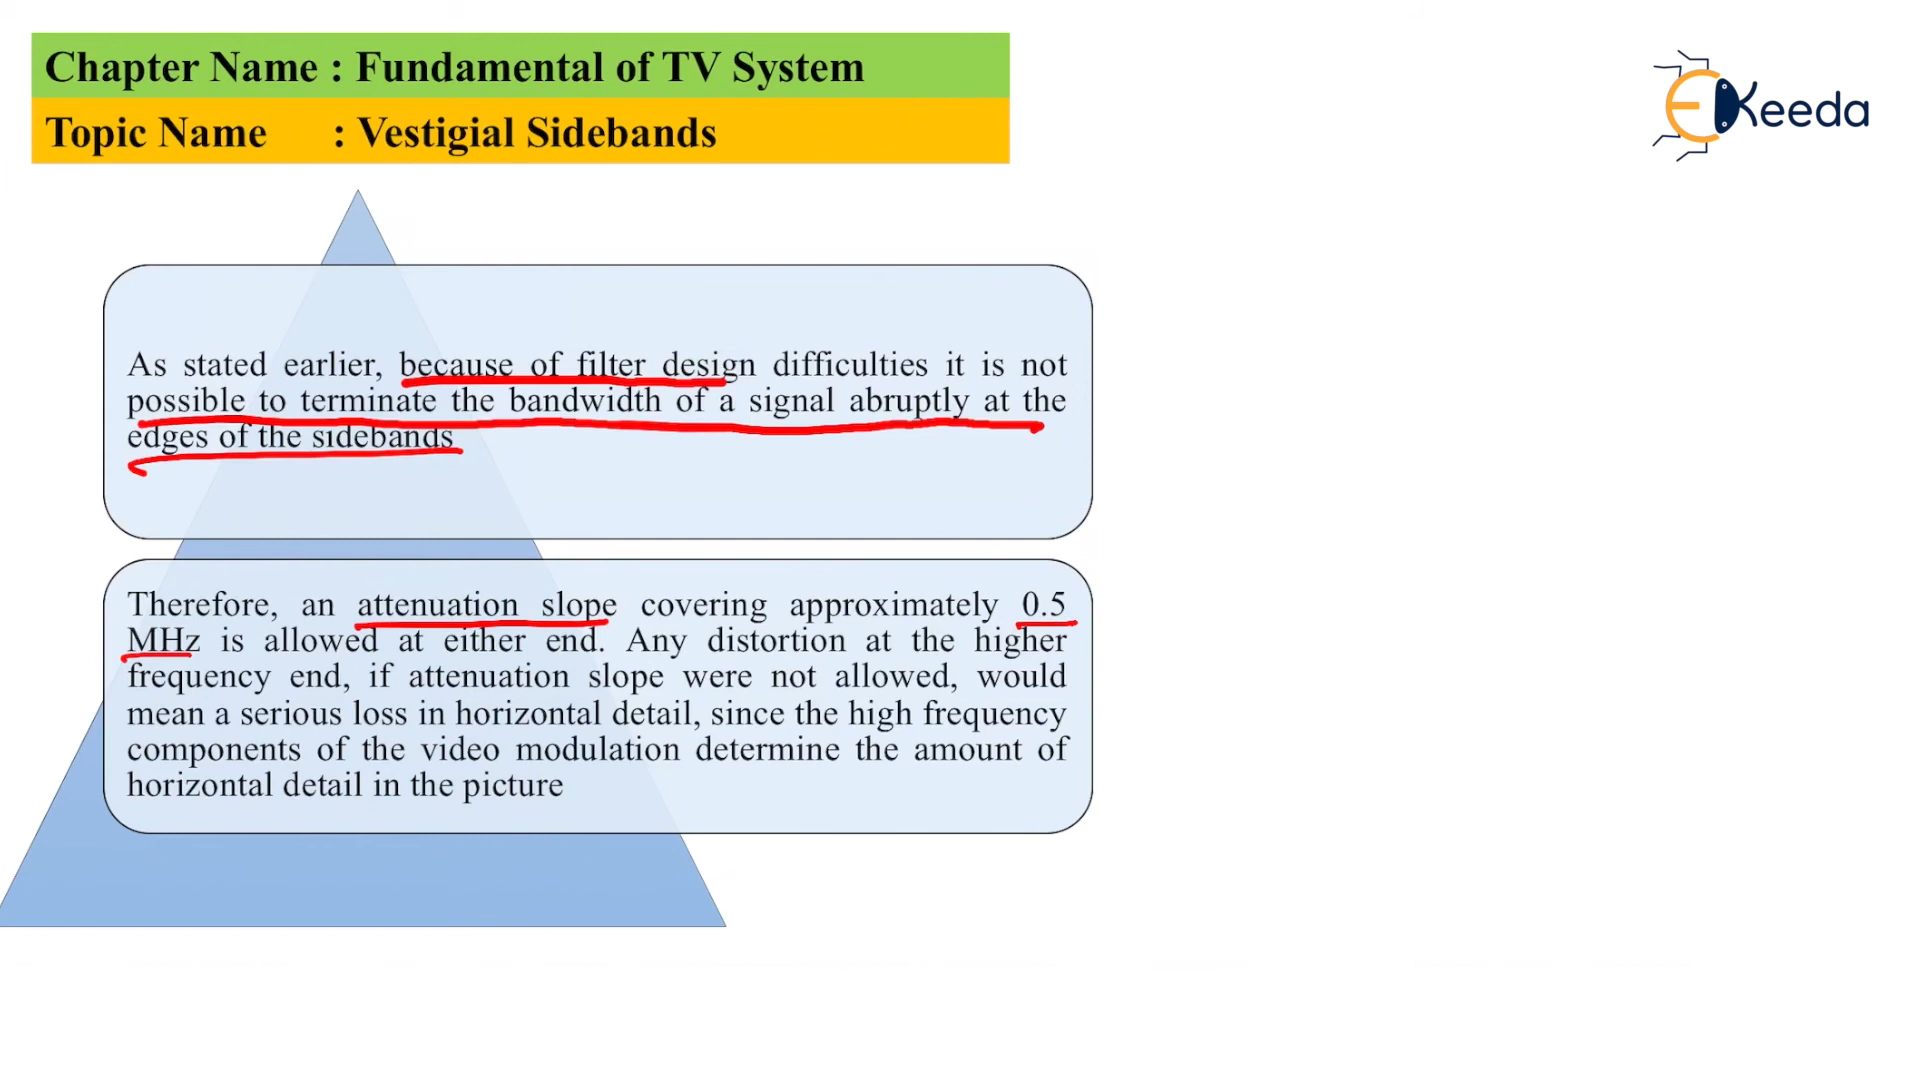 Chapter Name : Fundamental of TV System
Topic Name : Vestigial Sidebands
EKeeda
As stated earlier, because of filter design difficulties it is not
possible to terminate the bandwidth of a signal abruptly at the
edges of the sidebands
Therefore, an attenuation slope covering approximately 0.5
MHz is allowed at either end. Any distortion at the higher
frequency end, if attenuation slope were not allowed, would
mean a serious loss in horizontal detail, since the high frequency
components of the video modulation determine the amount of
horizontal detail in the picture